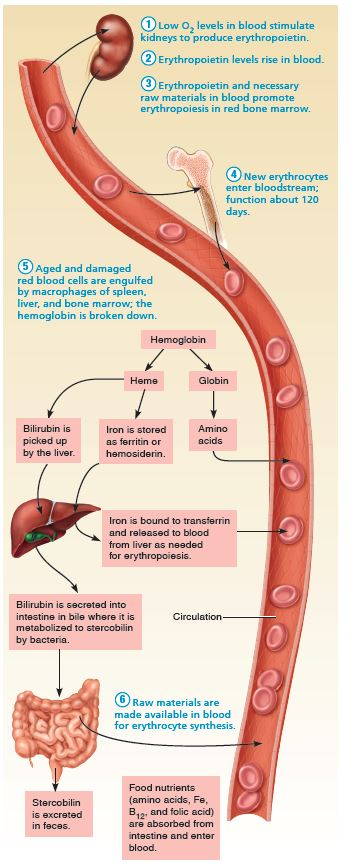 1 Low O2 levels in blood stimulate
kidneys to produce erythropoietin.
2 Erythropoietin levels rise in blood.
3 Erythropoietin and necessary
raw materials in blood promote
erythropoiesis in red bone marrow.
4 New erythrocytes
enter bloodstream;
function about 120
days.
5 Aged and damaged
red blood cells are engulfed
by macrophages of spleen,
liver, and bone marrow; the
hemoglobin is broken down.
Hemoglobin
Heme
Globin
Bilirubin is
picked up
by the liver.
Iron is stored
as ferritin or
hemosiderin.
Amino
acids
Iron is bound to transferrin
and released to blood
from liver as needed
for erythropoiesis.
Bilirubin is secreted into
intestine in bile where it is
metabolized to stercobilin
by bacteria.
Circulation
6 Raw materials are
made available in blood
for erythrocyte synthesis.
Stercobilin
is excreted
in feces.
Food nutrients
(amino acids, Fe,
B12, and folic acid)
are absorbed from
intestine and enter
blood.